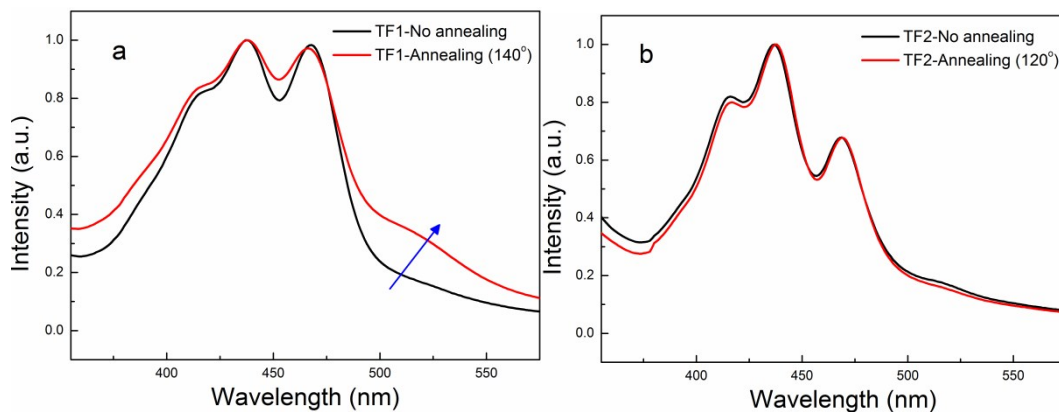 a
TF1-No annealing
TF1-Annealing (140°)
Intensity (a.u.)
1.0
0.8
0.6
0.4
0.2
0.0
400
450
500
550
Wavelength (nm)
b
TF2-No annealing
TF2-Annealing (120°)
Intensity (a.u.)
1.0
0.8
0.6
0.4
0.2
0.0
400
450
500
550
Wavelength (nm)